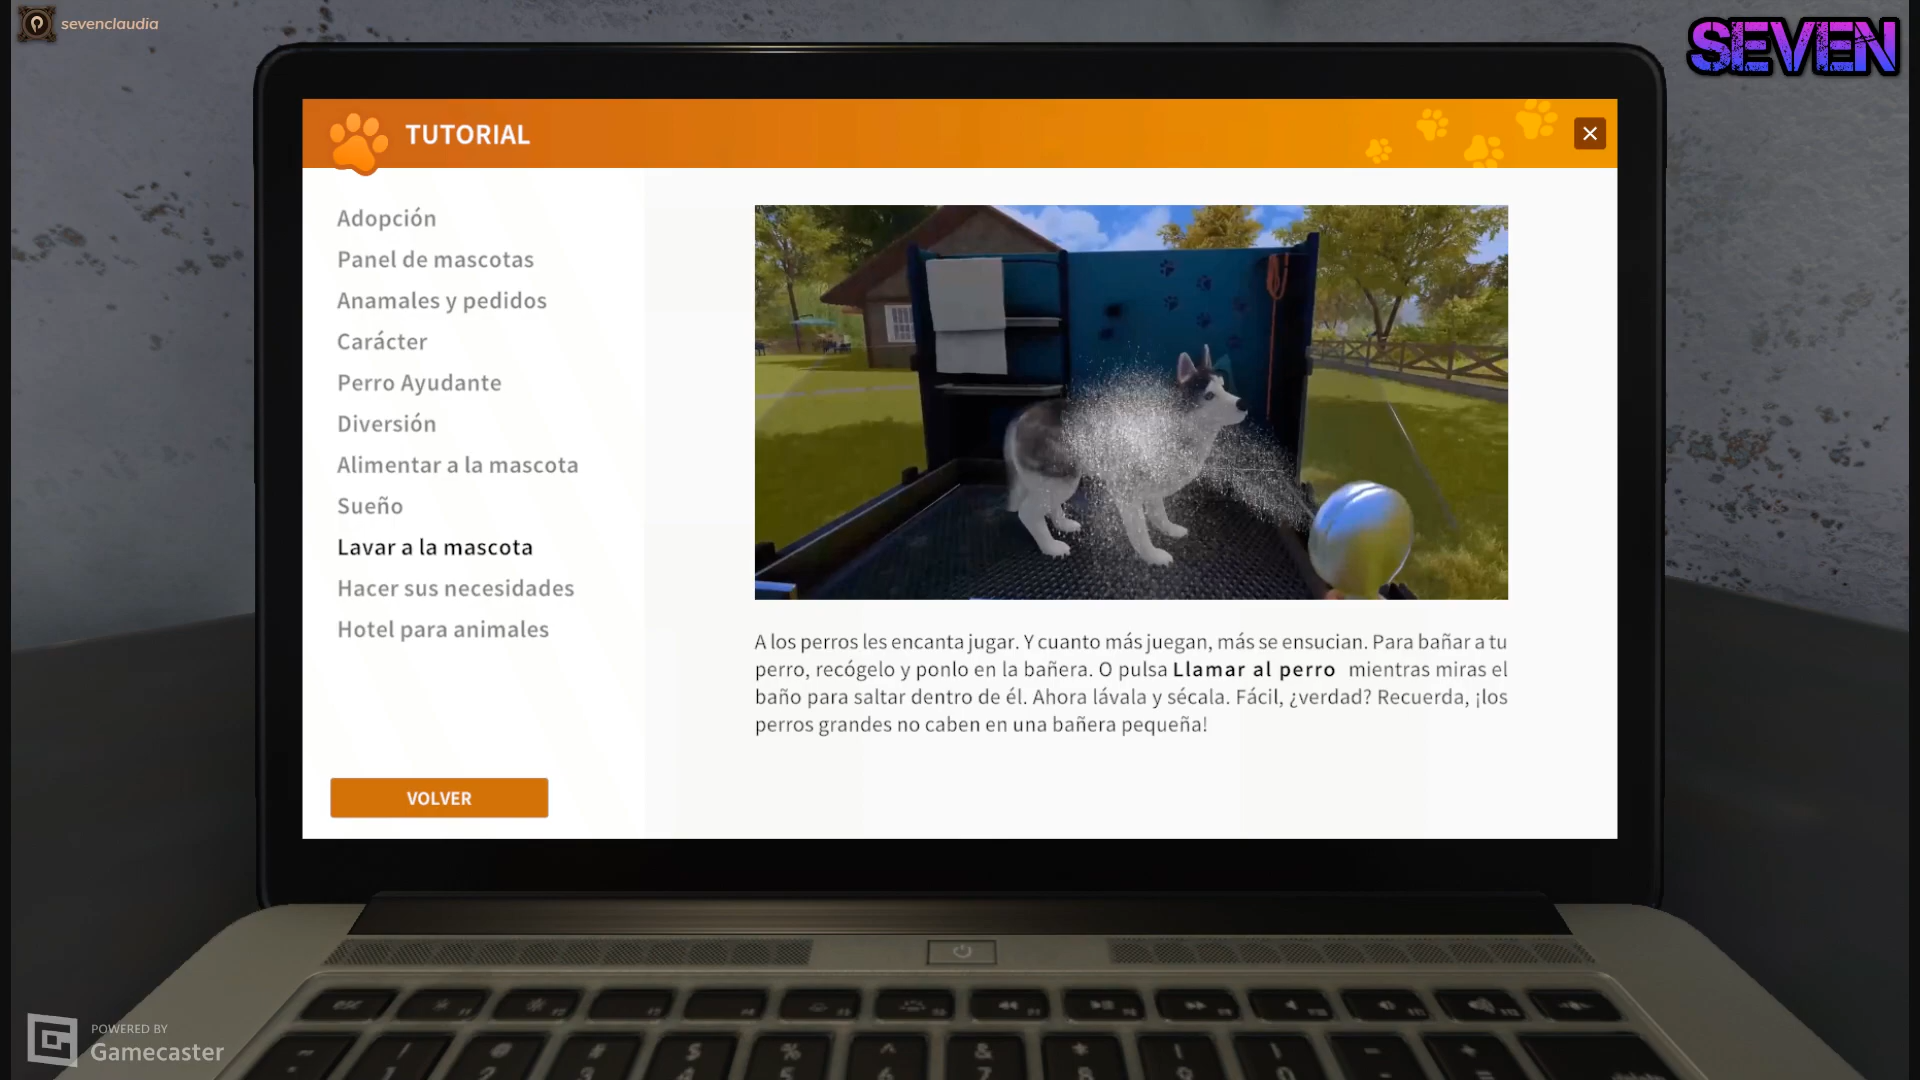 sevenclaudia
SEVEN
TUTORIAL
Adopción
Panel de mascotas
Anamales y pedidos
Carácter
Perro Ayudante
Diversión
Alimentar a la mascota
Sueño
Lavar a la mascota
Hacer sus necesidades
Hotel para animales
VOLVER
A los perros les encanta jugar. Y cuanto más juegan, más se ensucian. Para bañar a tu
perro, recógelo y ponlo en la bañera. O pulsa Llamar al perro mientras miras el
baño para saltar dentro de él. Ahora lávala y sécala. Fácil, ¿verdad? Recuerda, ¡los
perros grandes no caben en una bañera pequeña!
esc
POWERED BY
Gamecaster